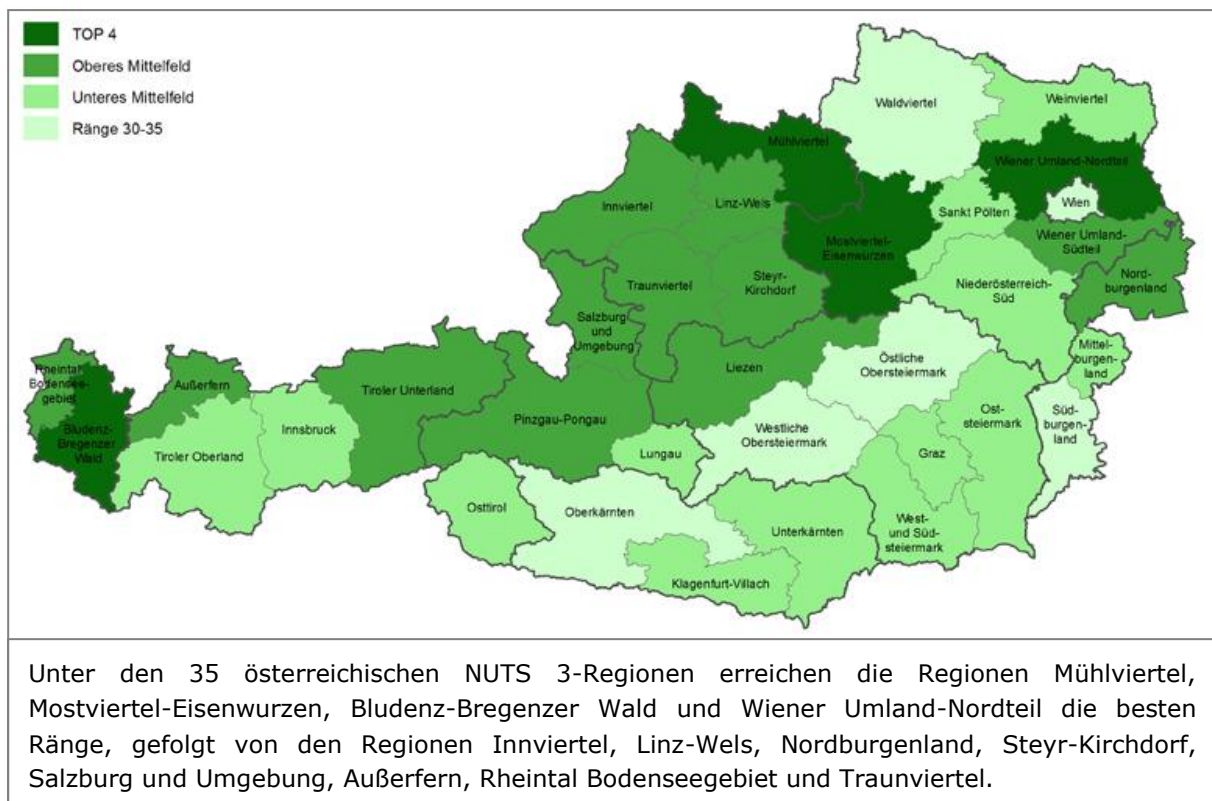 TOP 4
Oberes Mittelfeld
Unteres Mittelfeld
Ränge 30-35
Waldviertel
Weinviertel
Mühlviertel
Wiener Umland-Nordteil
Innviertel
Linz-Wels
Sankt Pölten
Wien
Mostviertel-
Eisenwurzen
Wiener Umland-
Südteil
Traunviertel
Steyr-
Kirchdorf
Niederösterreich-
Süd
Nord-
burgenland
Salzburg
und
Umgebung
Rheintal
Bodensee-
gebiet
Außerfern
Tiroler Unterland
Liezen
Östliche
Obersteiermark
Mittel-
burgenland
Bludenz-
Bregenzer
Wald
Tiroler Oberland
Innsbruck
Pinzgau-Pongau
Lungau
Westliche
Obersteiermark
Graz
Ost-
steiermark
Süd-
burgen-
land
Osttirol
Oberkärnten
Unterkärnten
West-
und Süd-
steiermark
Klagenfurt-Villach
Unter den 35 österreichischen NUTS 3-Regionen erreichen die Regionen Mühlviertel,
Mostviertel-Eisenwurzen, Bludenz-Bregenzer Wald und Wiener Umland-Nordteil die besten
Ränge, gefolgt von den Regionen Innviertel, Linz-Wels, Nordburgenland, Steyr-Kirchdorf,
Salzburg und Umgebung, Außerfern, Rheintal Bodenseegebiet und Traunviertel.